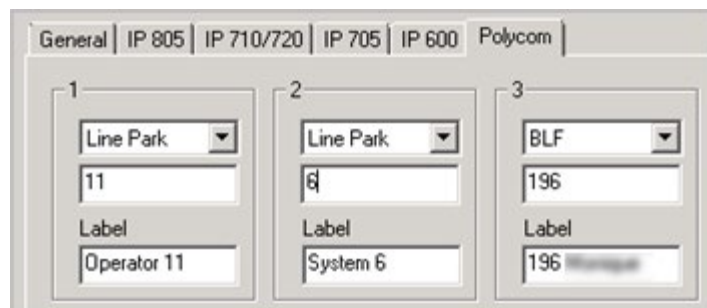 General IP 805 IP 710/720 IP 705 IP 600 Polycom
1 2 3
Line Park Line Park BLF
11 6 196
Label Label Label
Operator 11 System 6 196